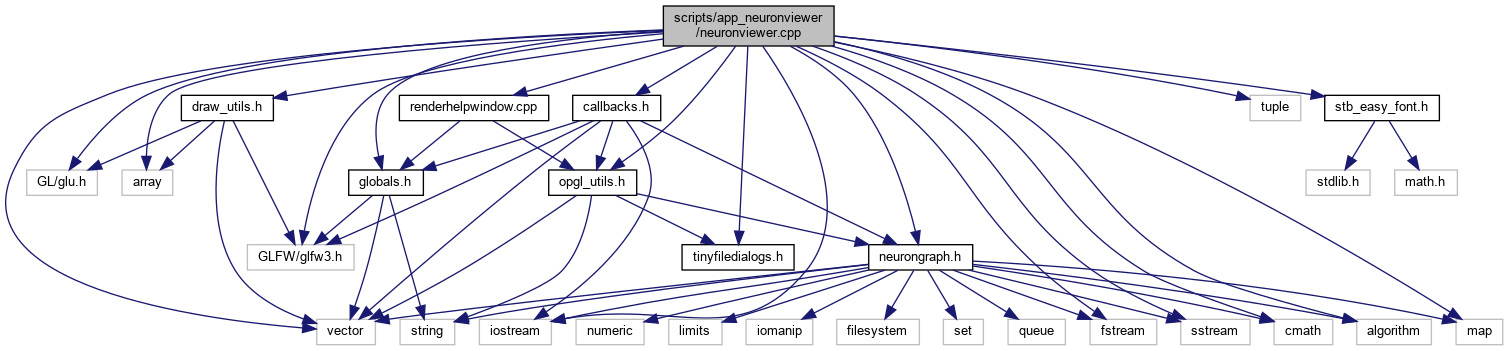 scripts/app_neuronviewer
/neuronviewer.cpp
draw_utils.h
renderhelpwindow.cpp
callbacks.h
tuple
stb_easy_font.h
GL/glu.h
array
globals.h
opgl_utils.h
stdlib.h
math.h
GLFW/glfw3.h
tinyfiledialogs.h
neurongraph.h
vector
string
iostream
numeric
limits
iomanip
filesystem
set
queue
fstream
sstream
cmath
algorithm
map